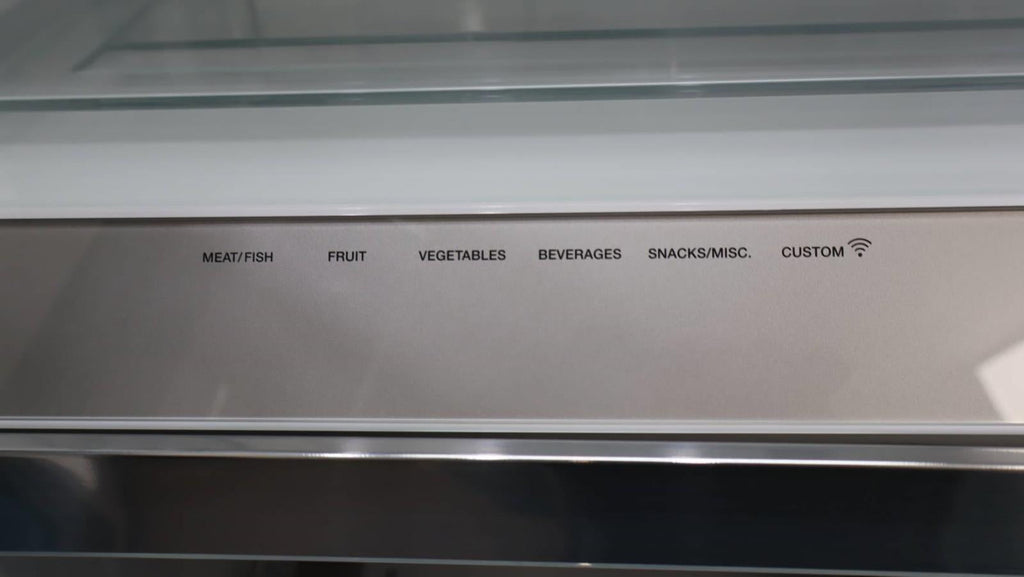 MEAT/FISH FRUIT VEGETABLES BEVERAGES SNACKS/MISC. CUSTOM